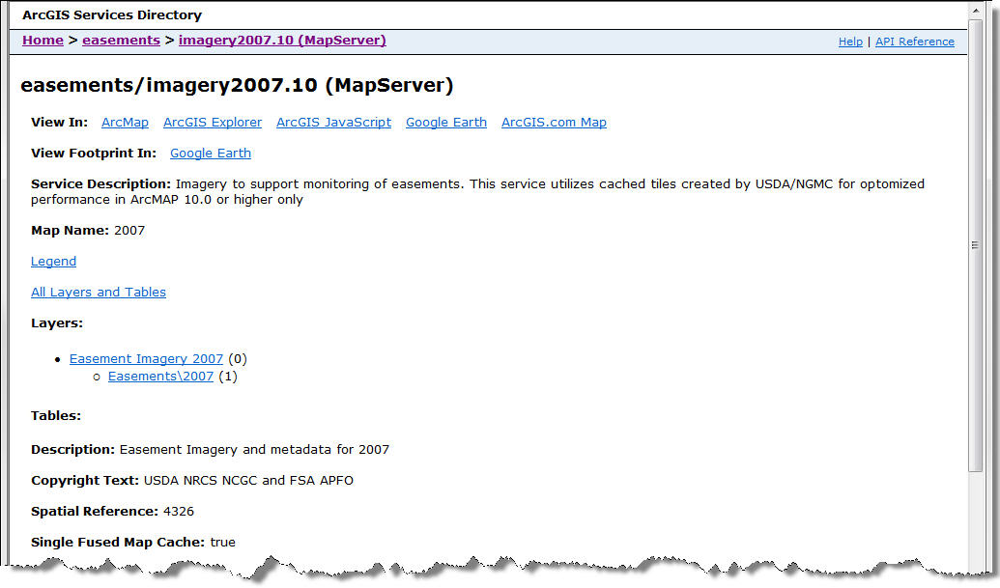 ArcGIS Services Directory
Home > easements > imagery2007.10 (MapServer)
Help | API Reference
easements/imagery2007.10 (MapServer)
View In: ArcMap ArcGIS Explorer ArcGIS JavaScript Google Earth ArcGIS.com Map
View Footprint In: Google Earth
Service Description: Imagery to support monitoring of easements. This service utilizes cached tiles created by USDA/NGMC for optomized
performance in ArcMAP 10.0 or higher only
Map Name: 2007
Legend
All Layers and Tables
Layers:
• Easement Imagery 2007 (0)
○ Easements\2007 (1)
Tables:
Description: Easement Imagery and metadata for 2007
Copyright Text: USDA NRCS NCGC and FSA APFO
Spatial Reference: 4326
Single Fused Map Cache: true